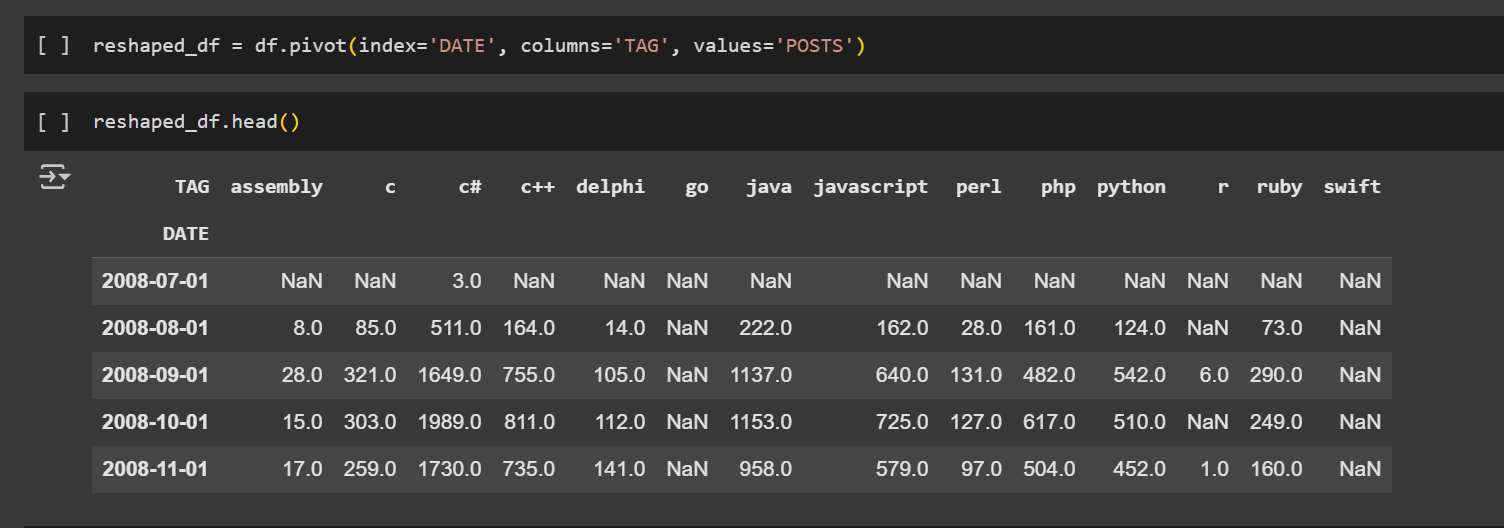 [ ] reshaped_df = df.pivot(index='DATE', columns='TAG', values='POSTS')
[ ] reshaped_df.head()
TAG assembly c c# c++ delphi go java javascript perl php python r ruby swift
DATE
2008-07-01 NaN NaN 3.0 NaN NaN NaN NaN NaN NaN NaN NaN NaN NaN NaN
2008-08-01 8.0 85.0 511.0 164.0 14.0 NaN 222.0 162.0 28.0 161.0 124.0 NaN 73.0 NaN
2008-09-01 28.0 321.0 1649.0 755.0 105.0 NaN 1137.0 640.0 131.0 482.0 542.0 6.0 290.0 NaN
2008-10-01 15.0 303.0 1989.0 811.0 112.0 NaN 1153.0 725.0 127.0 617.0 510.0 NaN 249.0 NaN
2008-11-01 17.0 259.0 1730.0 735.0 141.0 NaN 958.0 579.0 97.0 504.0 452.0 1.0 160.0 NaN